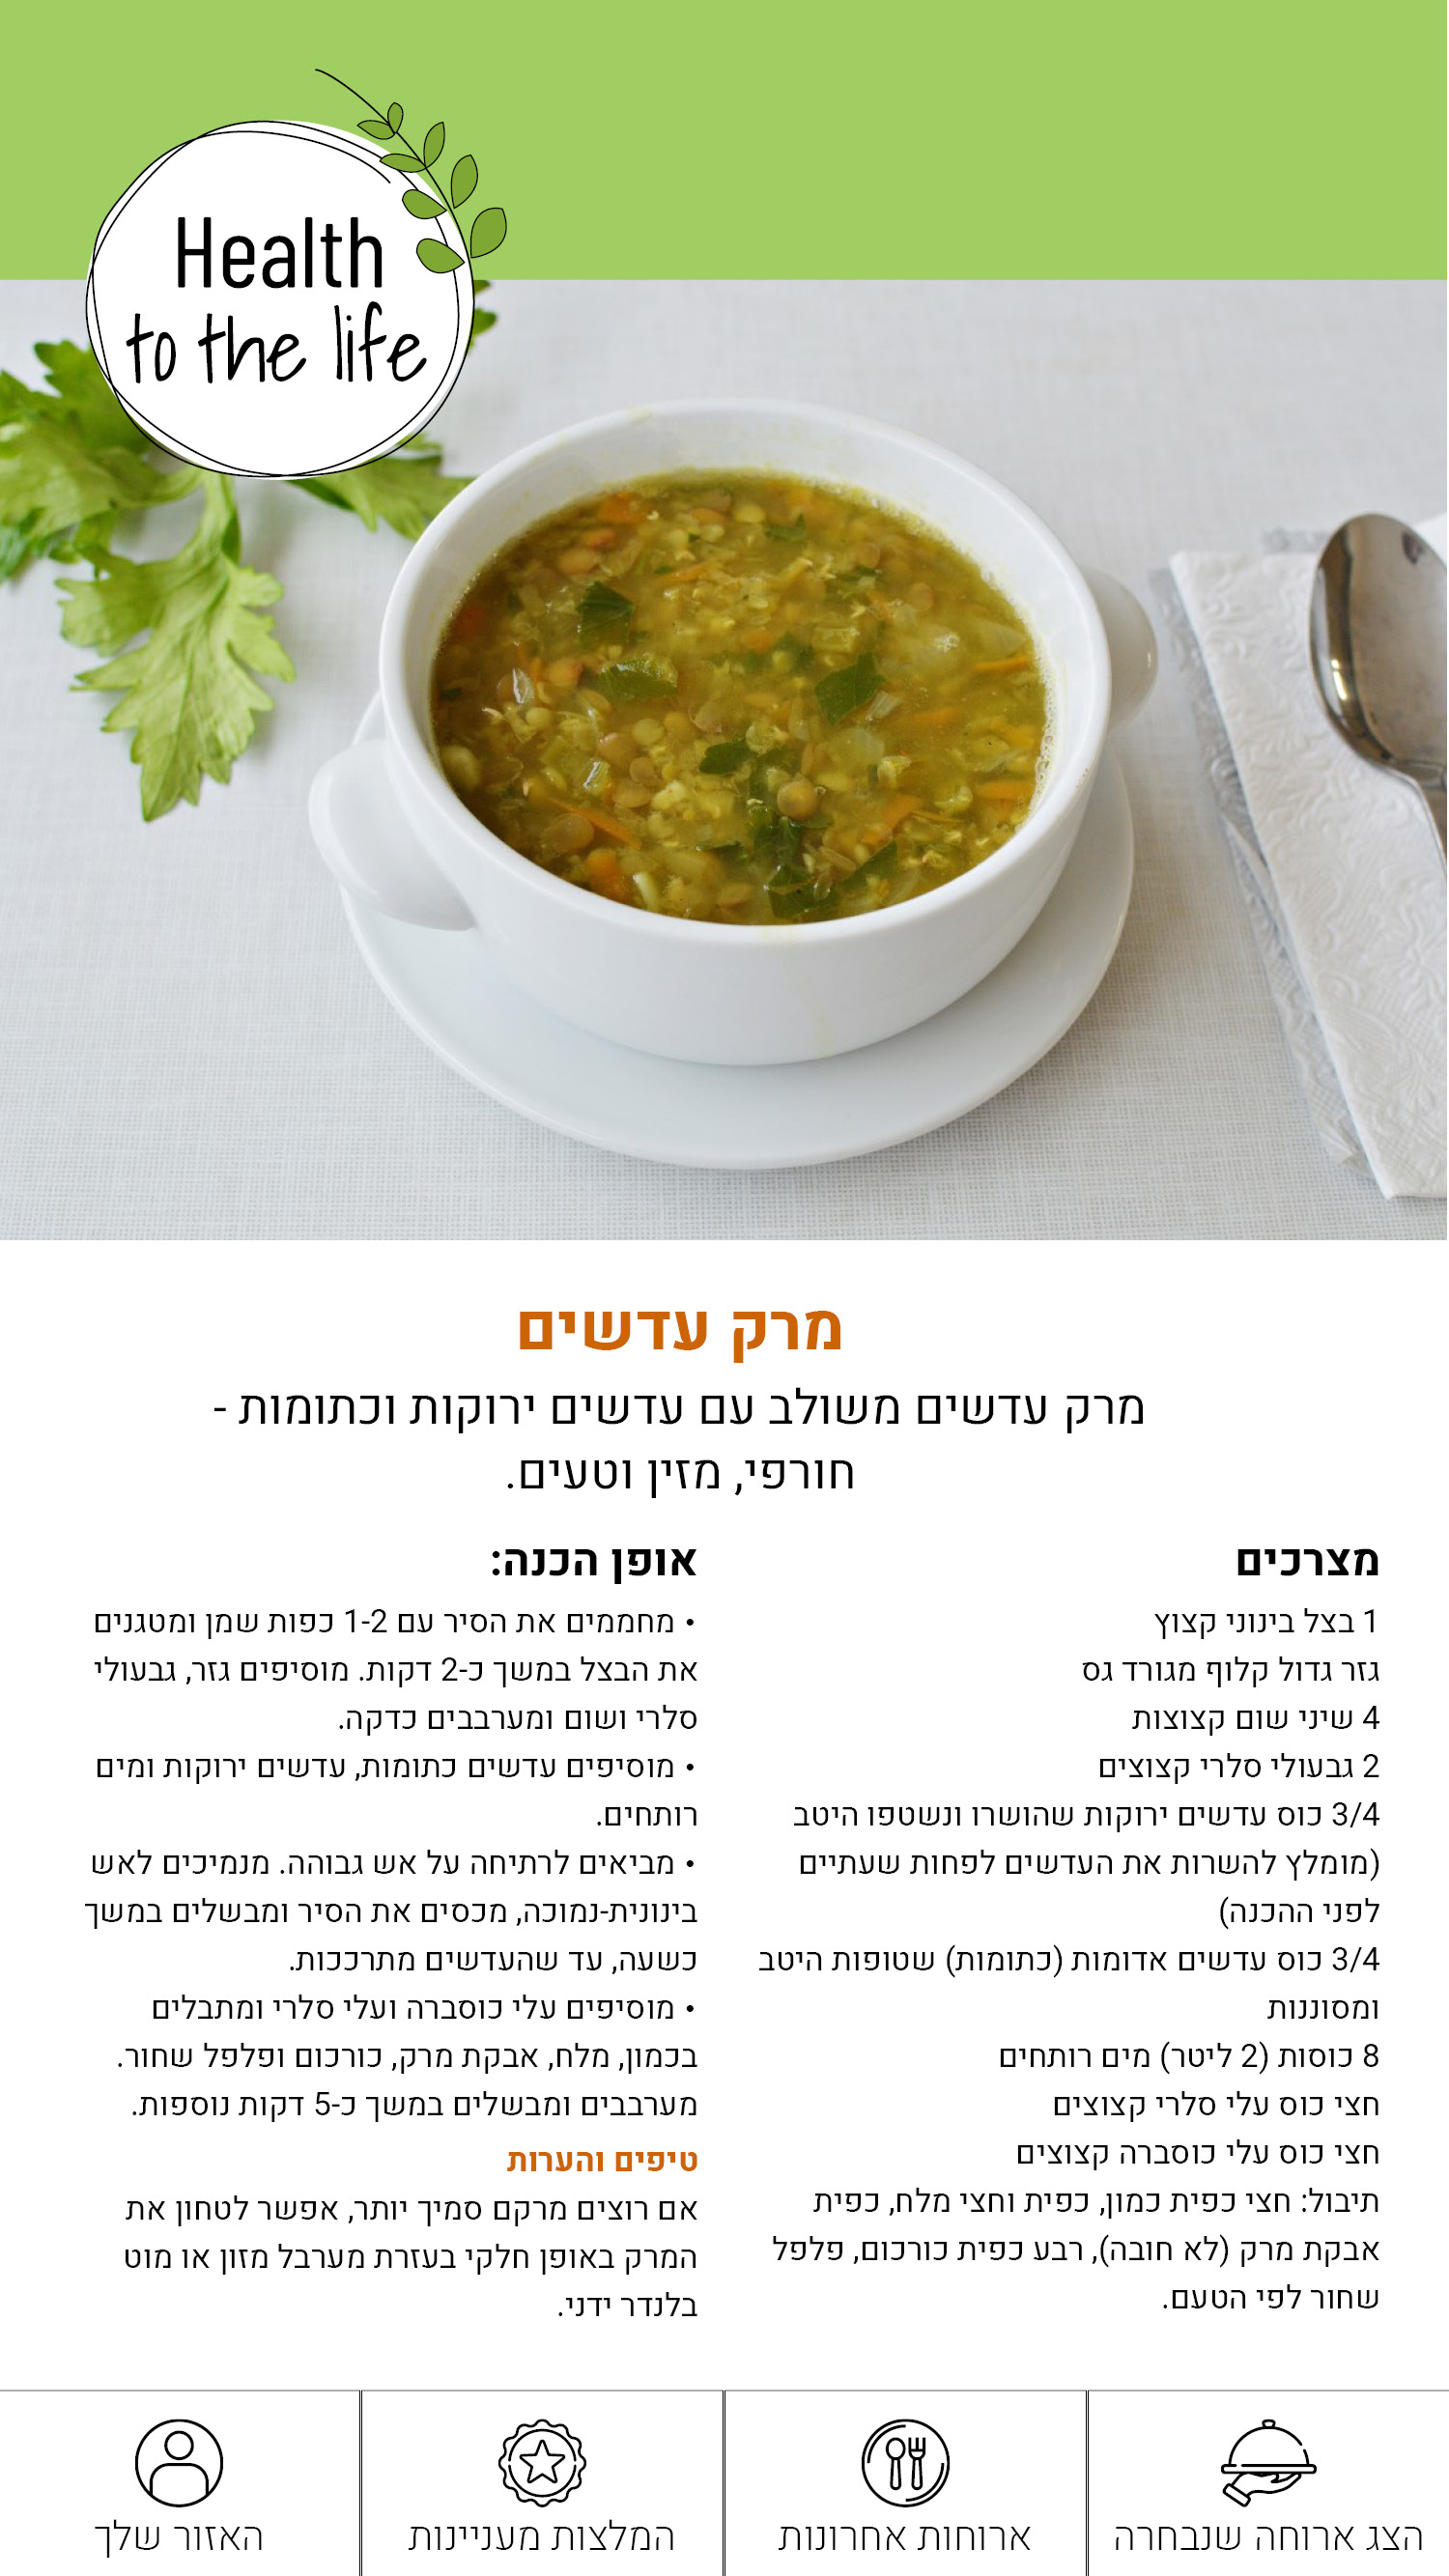 Health
to the life
מרק עדשים
מרק עדשים משולב עם עדשים ירוקות וכתומות -
חורפי, מזין וטעים.
מצרכים
1 בצל בינוני קצוץ
גזר גדול קלוף מגורד גס
4 שיני שום קצוצות
2 גבעולי סלרי קצוצים
3/4 כוס עדשים ירוקות שהושרו ונשטפו היטב
(מומלץ להשרות את העדשים לפחות שעתיים
לפני ההכנה)
3/4 כוס עדשים אדומות (כתומות) שטופות היטב
ומסוננות
8 כוסות (2 ליטר) מים רותחים
חצי כוס עלי סלרי קצוצים
חצי כוס עלי כוסברה קצוצים
תיבול: חצי כפית כמון, כפית וחצי מלח, כפית
אבקת מרק (לא חובה), רבע כפית כורכום, פלפל
שחור לפי הטעם.
אופן הכנה:
• מחממים את הסיר עם 1-2 כפות שמן ומטגנים
את הבצל במשך כ-2 דקות. מוסיפים גזר, גבעולי
סלרי ושום ומערבבים כדקה.
• מוסיפים עדשים כתומות, עדשים ירוקות ומים
רותחים.
• מביאים לרתיחה על אש גבוהה. מנמיכים לאש
בינונית-נמוכה, מכסים את הסיר ומבשלים במשך
כשעה, עד שהעדשים מתרככות.
• מוסיפים עלי כוסברה ועלי סלרי ומתבלים
בכמון, מלח, אבקת מרק, כורכום ופלפל שחור.
מערבבים ומבשלים במשך כ-5 דקות נוספות.
טיפים והערות
אם רוצים מרקם סמיך יותר, אפשר לטחון את
המרק באופן חלקי בעזרת מערבל מזון או מוט
בלנדר ידני.
הצג ארוחה שנבחרה
ארוחות אחרונות
המלצות מעניינות
האזור שלך